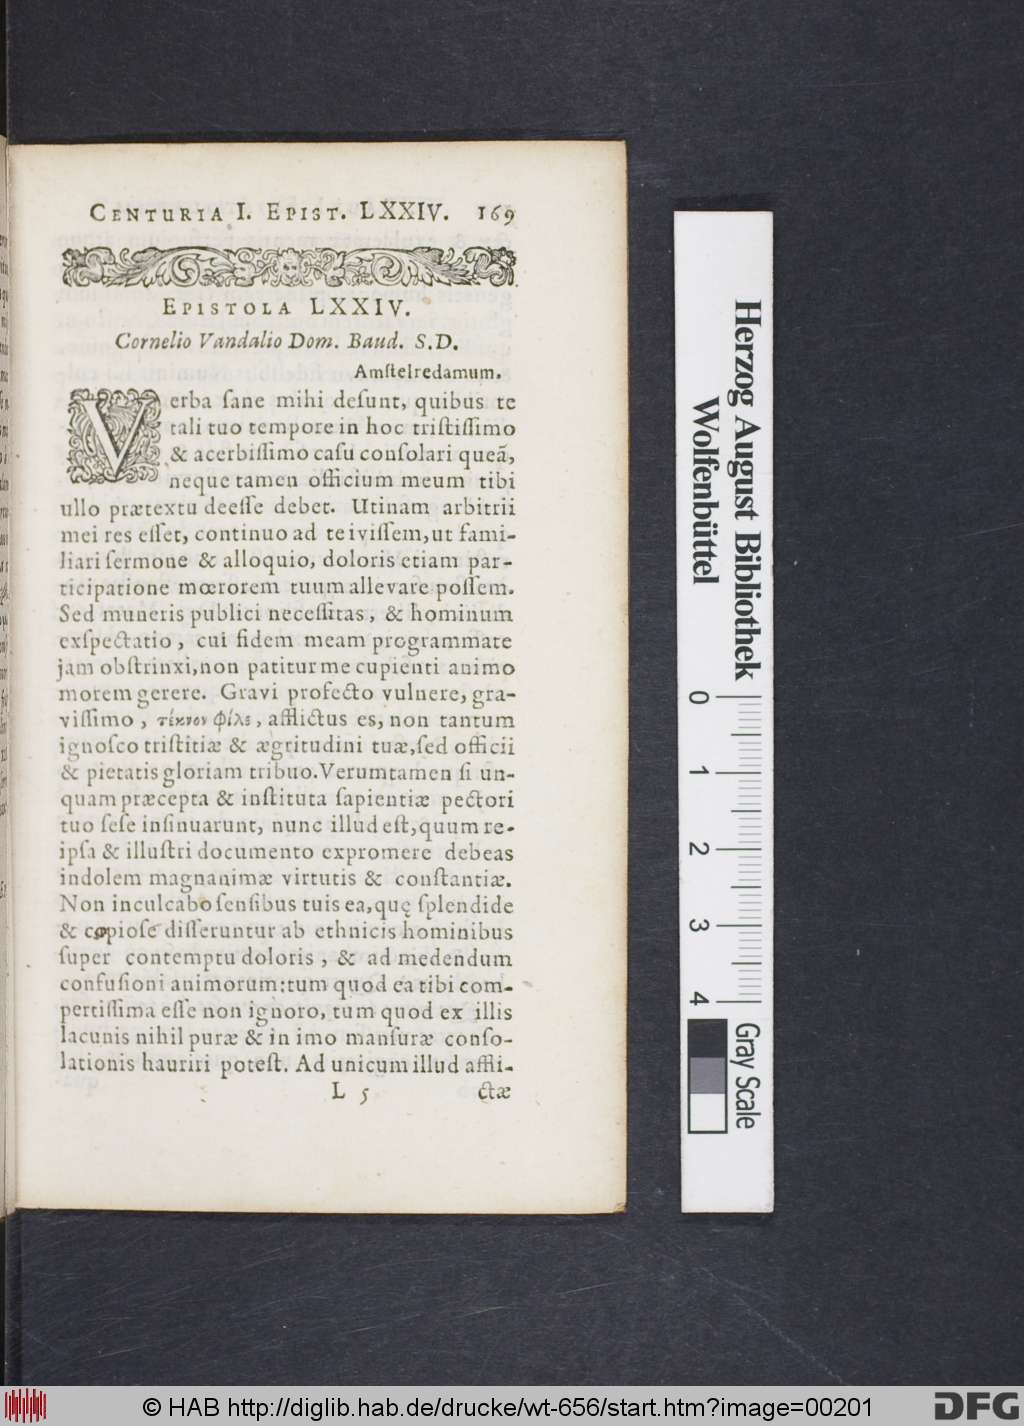 CENTURIA I. EPIST. LXXIV. 169
EPISTOLA LXXIV.
Cornelio Vandalio Dom. Baud. S.D.
Amſtelredamum.
Verba ſane mihi deſunt, quibus te
tali tuo tempore in hoc triſtiſſimo
& acerbiſſimo caſu conſolari queã,
neque tamen officium meum tibi
ullo prætextu deeſſe debet. Utinam arbitrii
mei res eſſet, continuo ad te iviſſem, ut fami-
liari ſermone & alloquio, doloris etiam par-
ticipatione mœrorem tuum allevare poſſem.
Sed muneris publici neceſſitas, & hominum
exſpectatio, cui fidem meam programmate
jam obſtrinxi, non patitur me cupienti animo
morem gerere. Gravi profecto vulnere, gra-
viſſimo, τέκνον φίλε, afflictus es, non tantum
ignoſco triſtitiæ & ægritudini tuæ, ſed officii
& pietatis gloriam tribuo. Verumtamen ſi un-
quam præcepta & inſtituta ſapientiæ pectori
tuo ſeſe inſinuarunt, nunc illud eſt, quum re-
ipſa & illuſtri documento expromere debeas
indolem magnanimæ virtutis & conſtantiæ.
Non inculcabo ſenſibus tuis ea, quę ſplendide
& copioſe diſſeruntur ab ethnicis hominibus
ſuper contemptu doloris, & ad medendum
confuſioni animorum: tum quod ea tibi com-
pertiſſima eſſe non ignoro, tum quod ex illis
lacunis nihil puræ & in imo manſuræ conſo-
lationis hauriri poteſt. Ad unicum illud affli-
L 5 ctæ
Herzog August Bibliothek
Wolfenbüttel
0 1 2 3 4
Gray Scale
© HAB http://diglib.hab.de/drucke/wt-656/start.htm?image=00201
DFG